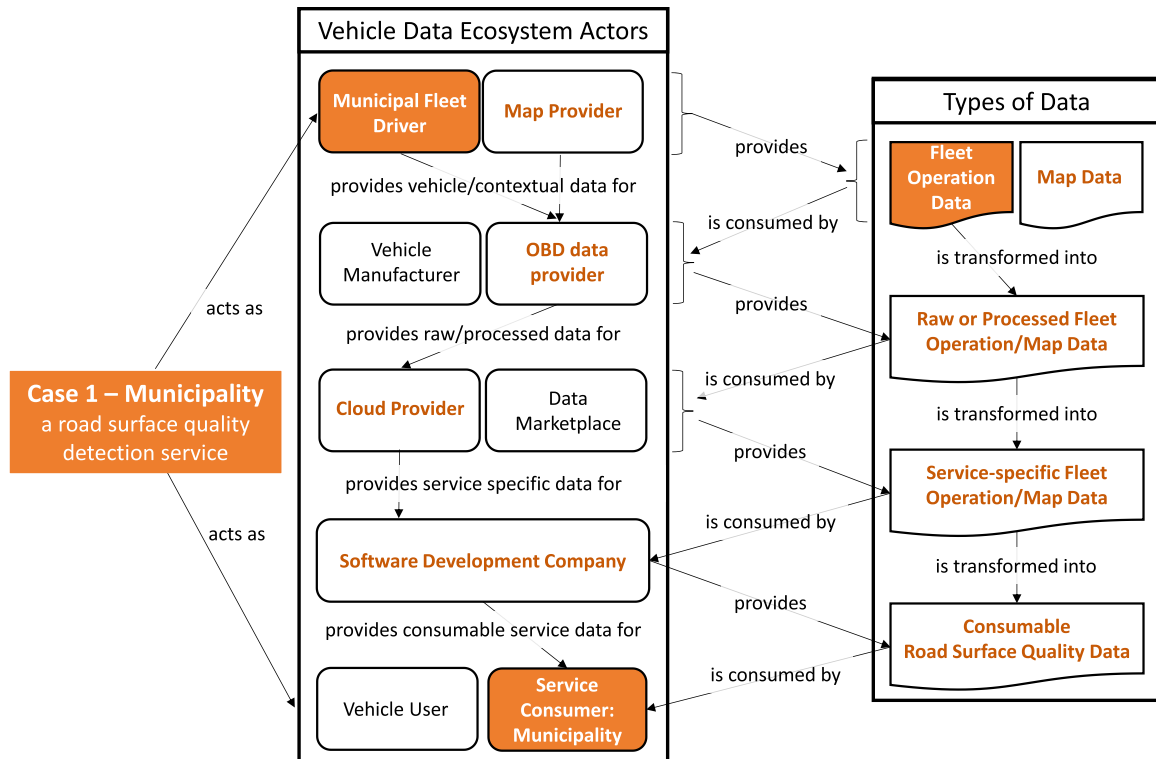 Vehicle Data Ecosystem Actors
Municipal Fleet
Driver
Map Provider
provides vehicle/contextual data for
Vehicle
Manufacturer
OBD data
provider
provides raw/processed data for
Cloud Provider
Data
Marketplace
provides service specific data for
Software Development Company
provides consumable service data for
Vehicle User
Service
Consumer:
Municipality
acts as
Case 1 – Municipality
a road surface quality
detection service
acts as
provides
is consumed by
provides
is consumed by
provides
is consumed by
provides
is consumed by
Types of Data
Fleet
Operation
Data
Map Data
is transformed into
Raw or Processed Fleet
Operation/Map Data
is transformed into
Service-specific Fleet
Operation/Map Data
is transformed into
Consumable
Road Surface Quality Data